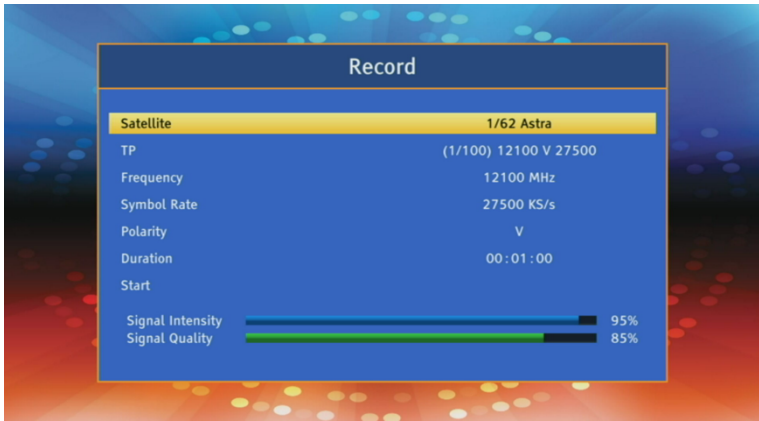 Record
Satellite 1/62 Astra
TP (1/100) 12100 V 27500
Frequency 12100 MHz
Symbol Rate 27500 KS/s
Polarity V
Duration 00:01:00
Start
Signal Intensity 95%
Signal Quality 85%